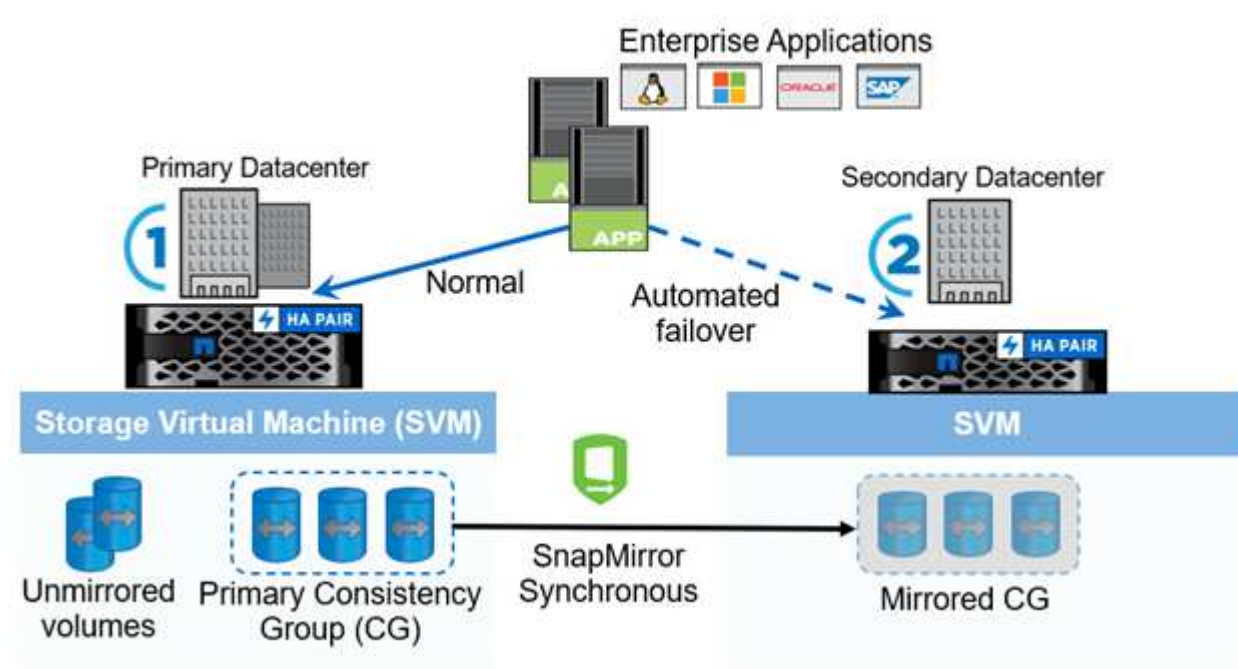 Enterprise Applications
ORACLE
SAP
Primary Datacenter
Secondary Datacenter
1
A
APP
2
Normal
Automated
failover
HA PAIR
HA PAIR
Storage Virtual Machine (SVM)
SVM
SnapMirror
Synchronous
Unmirrored
volumes
Primary Consistency
Group (CG)
Mirrored CG